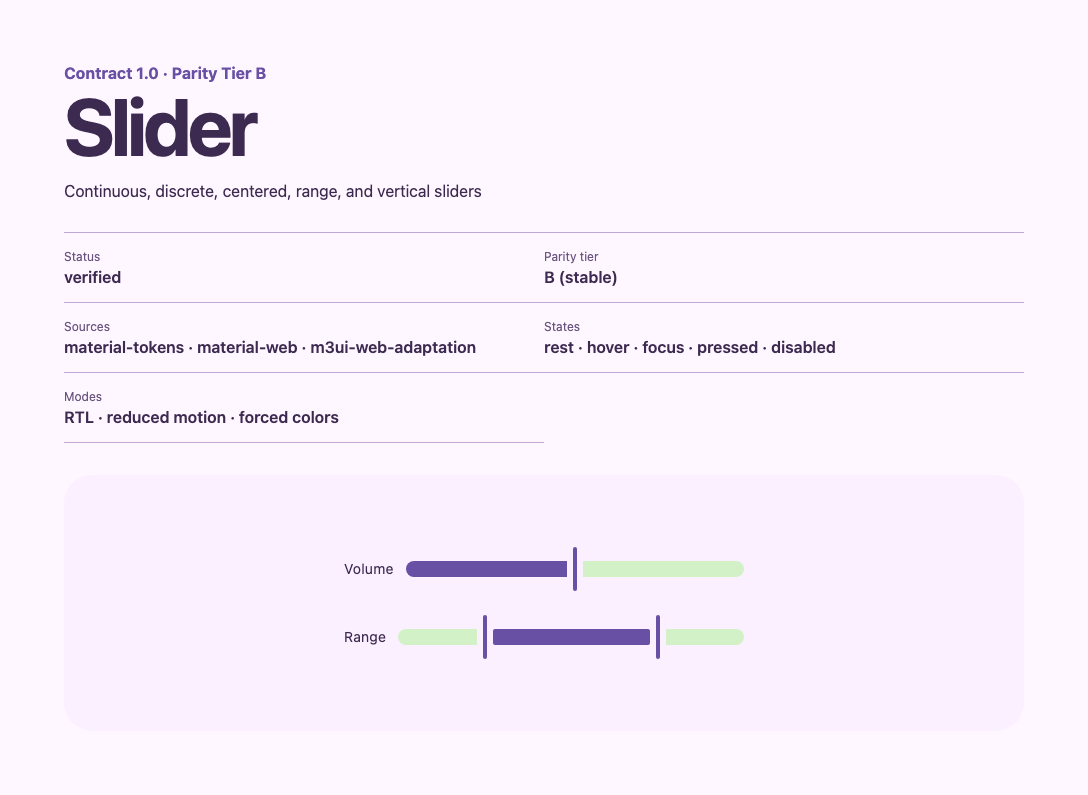 Contract 1.0 · Parity Tier B
Slider
Continuous, discrete, centered, range, and vertical sliders
Status
verified
Parity tier
B (stable)
Sources
material-tokens · material-web · m3ui-web-adaptation
States
rest · hover · focus · pressed · disabled
Modes
RTL · reduced motion · forced colors
Volume
Range